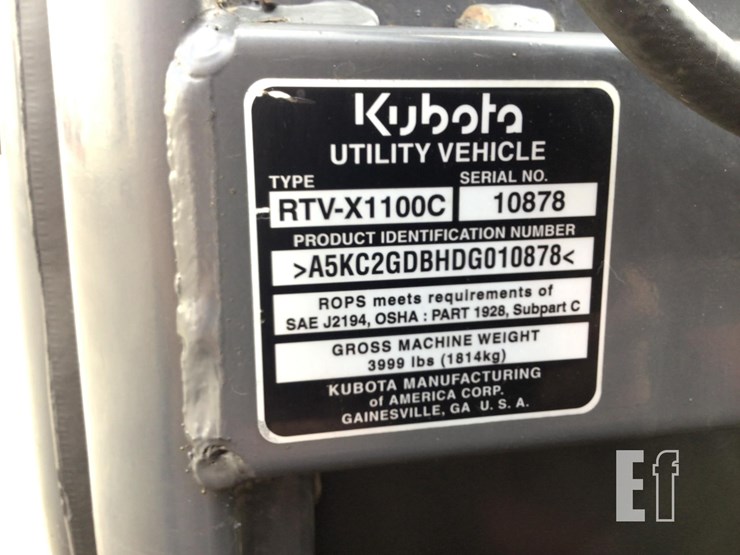 Kubota
UTILITY VEHICLE
TYPE SERIAL NO.
RTV-X1100C 10878
PRODUCT IDENTIFICATION NUMBER
>A5KC2GDBHDG010878<
ROPS meets requirements of
SAE J2194, OSHA : PART 1928, Subpart C
GROSS MACHINE WEIGHT
3999 lbs (1814kg)
KUBOTA MANUFACTURING
of AMERICA CORP.
GAINESVILLE, GA U. S. A.
Ef